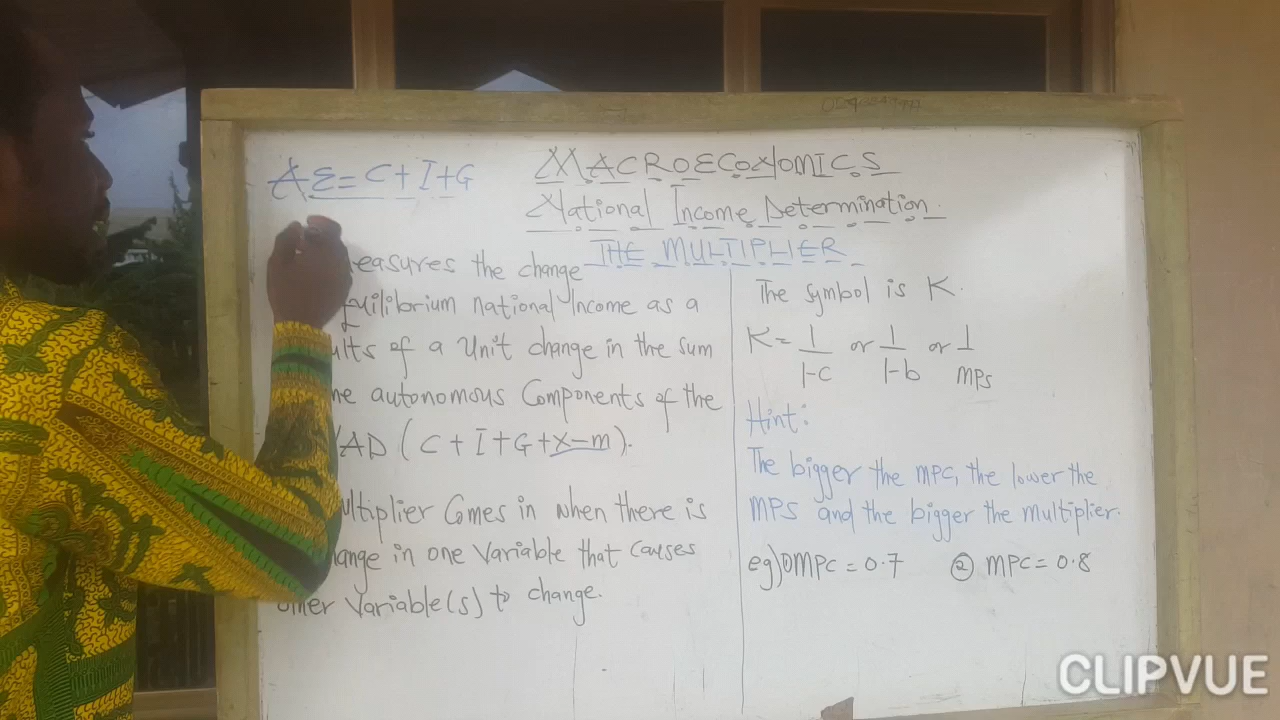 MACROECONOMICS
AE = C + I + G
National Income Determination.
THE MULTIPLIER
easures the change
quilibrium national Income as a
ults of a Unit change in the sum
he autonomous Components of the
AD ( C + I + G + x - m ).
ultiplier Comes in when there is
hange in one Variable that Causes
other Variable(s) to change.
The symbol is K.
K = 1/1-c or 1/1-b or 1/MPS
Hint:
The bigger the MPC, the lower the
MPS and the bigger the multiplier.
eg) ① MPC = 0.7 ② MPC = 0.8
CLIPVUE